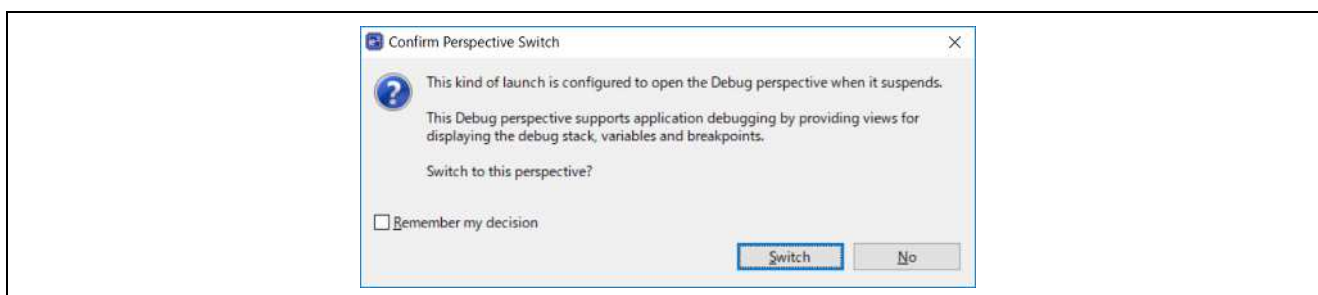 Confirm Perspective Switch
This kind of launch is configured to open the Debug perspective when it suspends.
This Debug perspective supports application debugging by providing views for
displaying the debug stack, variables and breakpoints.
Switch to this perspective?
Remember my decision
Switch No